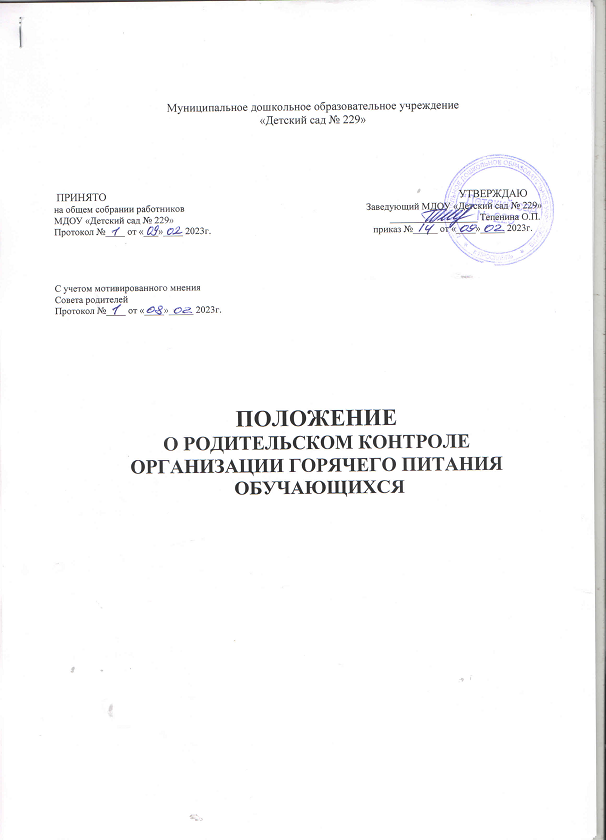 Муниципальное дошкольное образовательное учреждение
«Детский сад № 229»
ПРИНЯТО
на общем собрании работников
МДОУ «Детский сад № 229»
Протокол № 1 от « 09 » 02 2023г.
УТВЕРЖДАЮ
Заведующий МДОУ «Детский сад № 229»
Тепенина О.П.
приказ № 14 от « 09 » 02 2023г.
С учетом мотивированного мнения
Совета родителей
Протокол № 1 от « 08 » 02 2023г.
ПОЛОЖЕНИЕ
О РОДИТЕЛЬСКОМ КОНТРОЛЕ
ОРГАНИЗАЦИИ ГОРЯЧЕГО ПИТАНИЯ
ОБУЧАЮЩИХСЯ